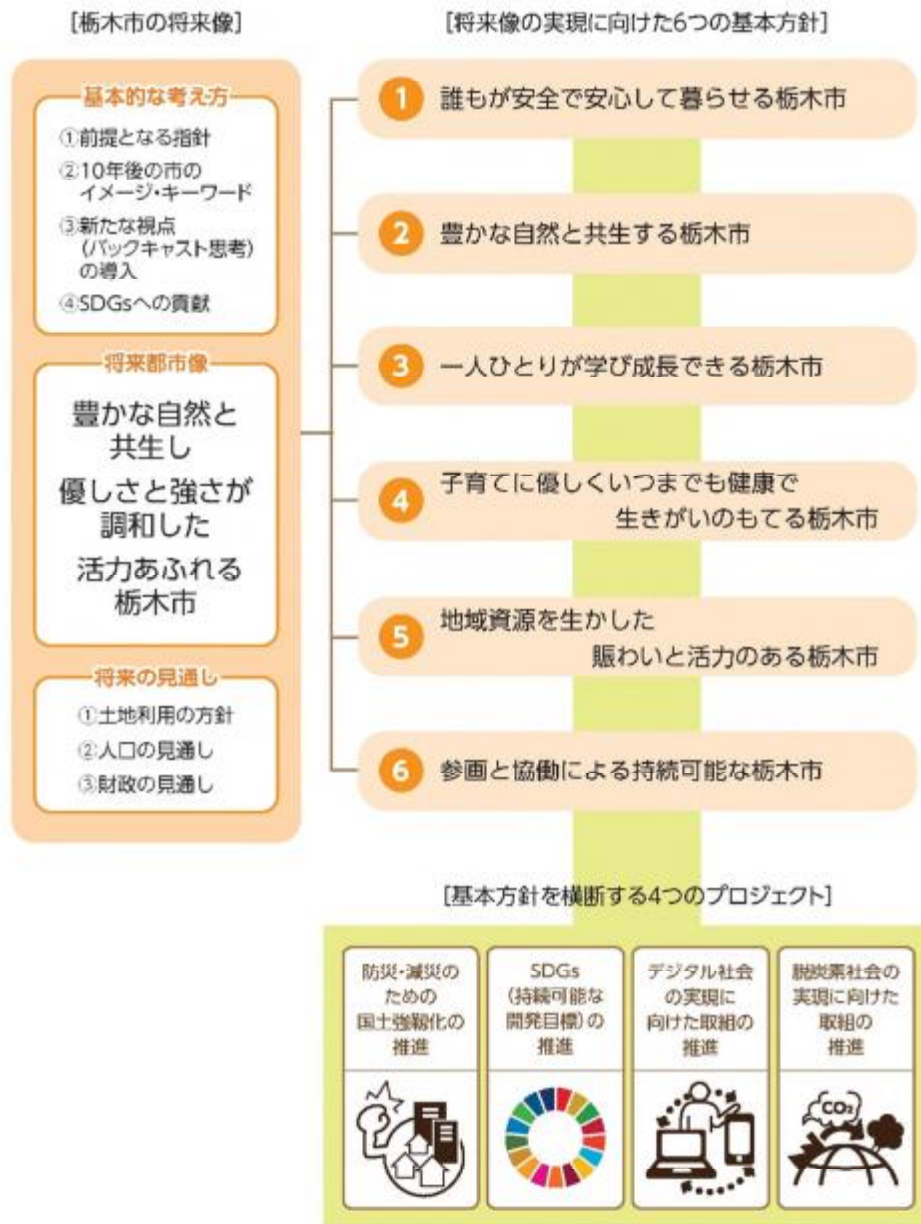 [栃木市の将来像]
基本的な考え方
①前提となる指針
②10年後の市の
イメージ・キーワード
③新たな視点
(バックキャスト思考)
の導入
④SDGsへの貢献
将来都市像
豊かな自然と
共生し
優しさと強さが
調和した
活力あふれる
栃木市
将来の見通し
①土地利用の方針
②人口の見通し
③財政の見通し
[将来像の実現に向けた6つの基本方針]
1 誰もが安全で安心して暮らせる栃木市
2 豊かな自然と共生する栃木市
3 一人ひとりが学び成長できる栃木市
4 子育てに優しくいつまでも健康で
生きがいのもてる栃木市
5 地域資源を生かした
賑わいと活力のある栃木市
6 参画と協働による持続可能な栃木市
[基本方針を横断する4つのプロジェクト]
防災・減災の
ための
国土強靱化の
推進
SDGs
(持続可能な
開発目標)の
推進
デジタル社会
の実現に
向けた取組の
推進
脱炭素社会の
実現に向けた
取組の
推進
CO₂